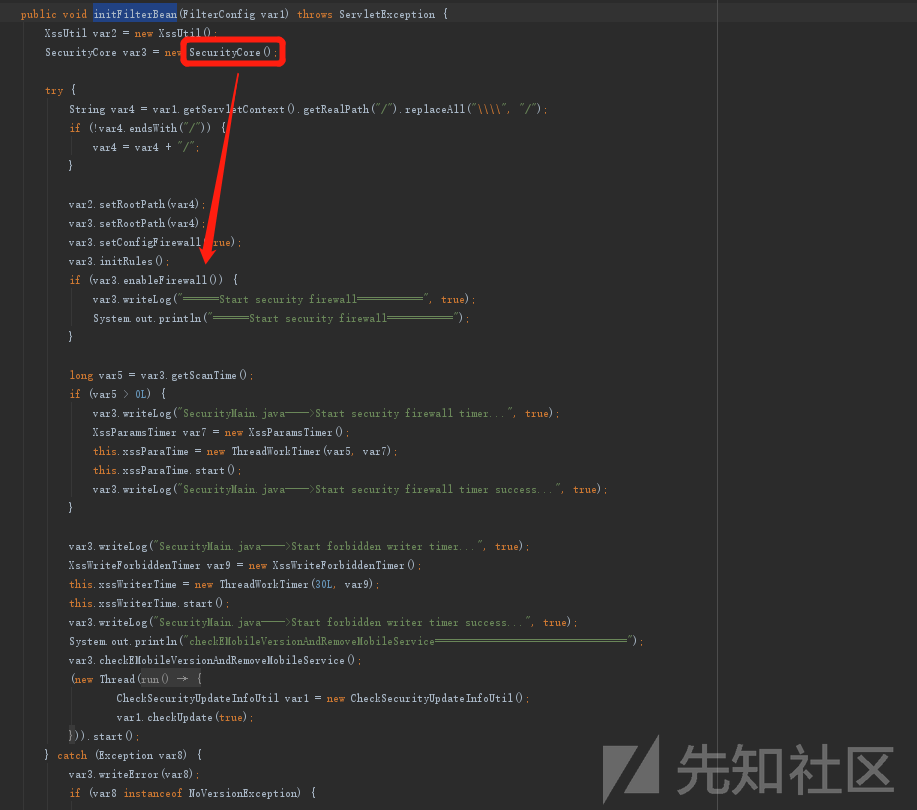 public void initFilterBean(FilterConfig var1) throws ServletException {
XssUtil var2 = new XssUtil();
SecurityCore var3 = new SecurityCore();
try {
String var4 = var1.getServletContext().getRealPath("/").replaceAll("\\\\", "/");
if (!var4.endsWith("/")) {
var4 = var4 + "/";
}
var2.setRootPath(var4);
var3.setRootPath(var4);
var3.setConfigFirewall(true);
var3.initRules();
if (var3.enableFirewall()) {
var3.writeLog("======Start security firewall===========", true);
System.out.println("======Start security firewall===========");
}
long var5 = var3.getScanTime();
if (var5 > 0L) {
var3.writeLog("SecurityMain.java---->Start security firewall timer...", true);
XssParamsTimer var7 = new XssParamsTimer();
this.xssParaTime = new ThreadWorkTimer(var5, var7);
this.xssParaTime.start();
var3.writeLog("SecurityMain.java---->Start security firewall timer success...", true);
}
var3.writeLog("SecurityMain.java---->Start forbidden writer timer...", true);
XssWriteForbiddenTimer var9 = new XssWriteForbiddenTimer();
this.xssWriterTime = new ThreadWorkTimer(30L, var9);
this.xssWriterTime.start();
var3.writeLog("SecurityMain.java---->Start forbidden writer timer success...", true);
System.out.println("checkEMobileVersionAndRemoveMobileService================================");
var3.checkEMobileVersionAndRemoveMobileService();
(new Thread(run() → {
CheckSecurityUpdateInfoUtil var1 = new CheckSecurityUpdateInfoUtil();
var1.checkUpdate(true);
})).start();
} catch (Exception var8) {
var3.writeError(var8);
if (var8 instanceof NoVersionException) {
先知社区